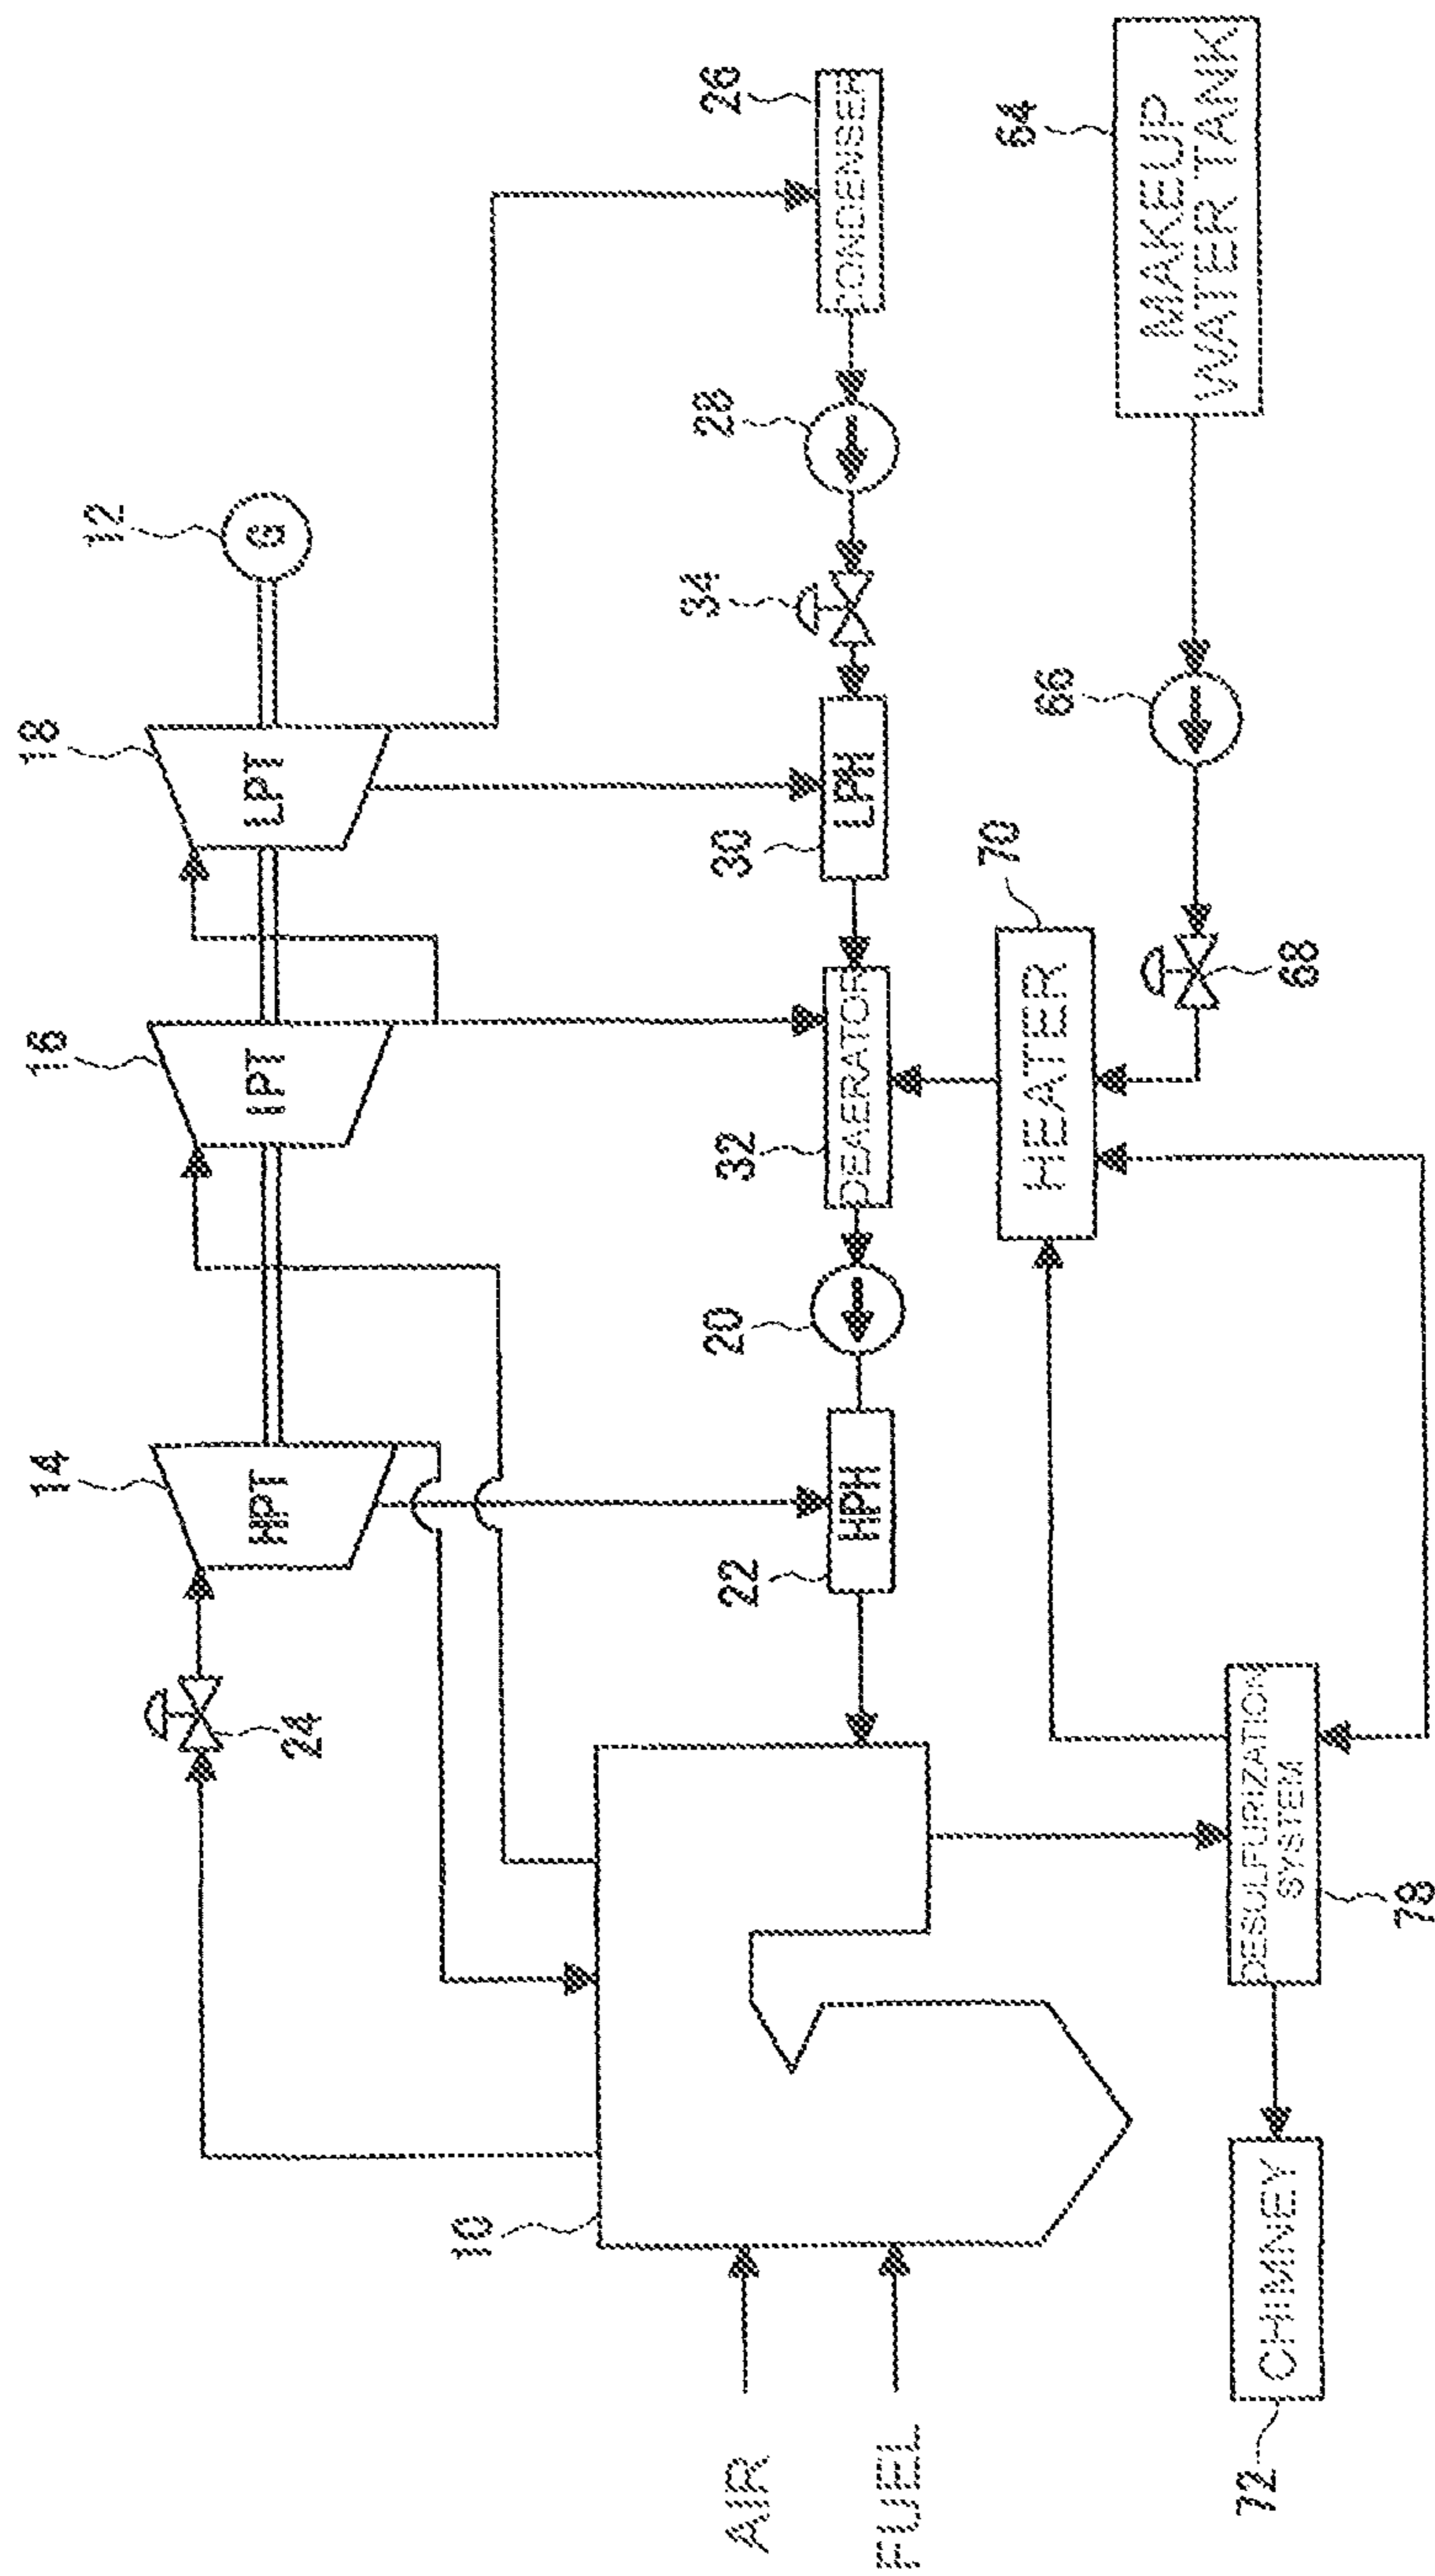 14
16
18
12
HPT
IPT
LPT
G
24
10
22
20
32
30
34
28
26
AIR
HPH
DEAERATOR
LPH
CONDENSER
FUEL
70
64
HEATER
66
MAKEUP
WATER TANK
68
72
CHIMNEY
DESULFURIZATION
SYSTEM
78